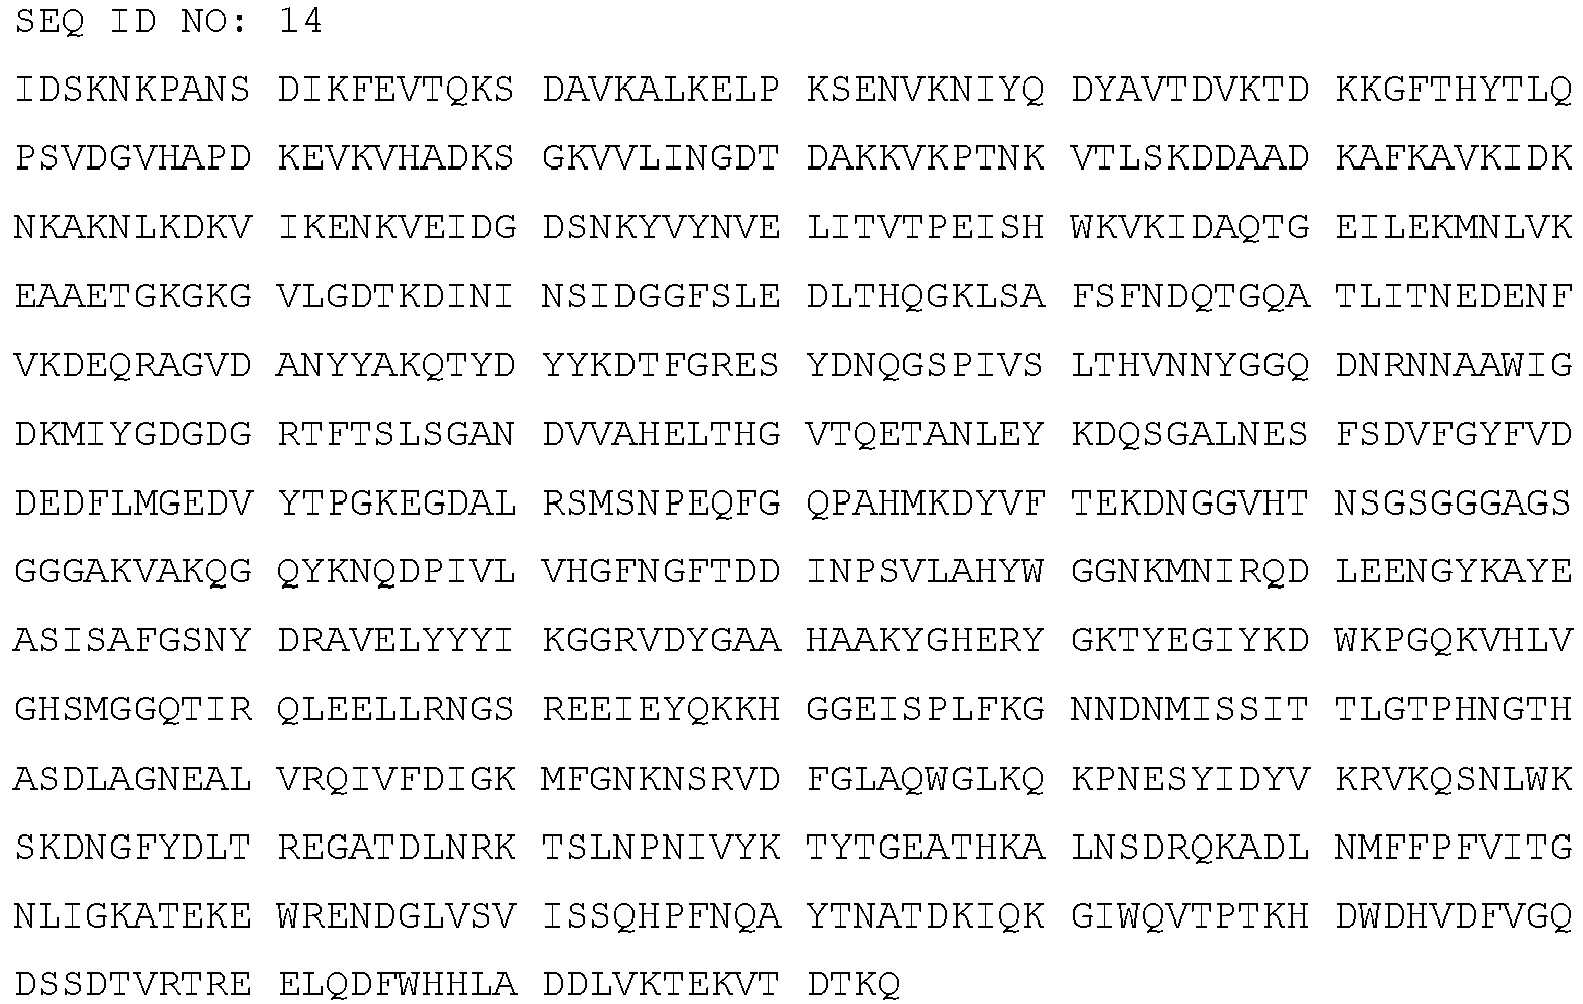 SEQ ID NO: 14
IDSKNKPANS DIKFEVTQKS DAVKALKELP KSENVKNIYQ DYAVTDVKTD KKGFTHYTLQ
PSVDGVHAPD KEVKVHADKS GKVVLINGDT DAKKVKPTNK VTLSKDDAAD KAFKAVKIDK
NKAKNLKDKV IKENKVEIDG DSNKYVYNVE LITVTPEISH WKVKIDAQTG EILEKMNLVK
EAAETGKGKG VLGDTKDINI NSIDGGFSLE DLTHQGKLSA FSFNDQTGQA TLITNEDENF
VKDEQRAGVD ANYYAKQTYD YYKDTFGRES YDNQGSPIVS LTHVNNYGGQ DNRNNAAWIG
DKMIYGDGDG RTFTSLSGAN DVVAHELTHG VTQETANLEY KDQSGALNES FSDVFGYFVD
DEDFLMGEDV YTPGKEGDAL RSMSNPEQFG QPAHMKDYVF TEKDNGGVHT NSGSGGGAGS
GGGAKVAKQG QYKNQDPIVL VHGFNGFTDD INPSVLAHYW GGNKMNIRQD LEENGYKAYE
ASISAFGSNY DRAVELYYYI KGGRVDYGAA HAAKYGHERY GKTYEGIYKD WKPGQKVHLV
GHSMGGQTIR QLEELLRNGS REEIEYQKKH GGEISPLFKG NNDNMISSIT TLGTPHNGTH
ASDLAGNEAL VRQIVFDIGK MFGNKNSRVD FGLAQWGLKQ KPNESYIDYV KRVKQSNLWK
SKDNGFYDLT REGATDLNRK TSLNPNIVYK TYTGEATHKA LNSDRQKADL NMFFPFVITG
NLIGKATEKE WRENDGLVSV ISSQHPFNQA YTNATDKIQK GIWQVTPTKH DWDHVDFVGQ
DSSDTVRTRE ELQDFWHHLA DDLVKTEKVT DTKQ